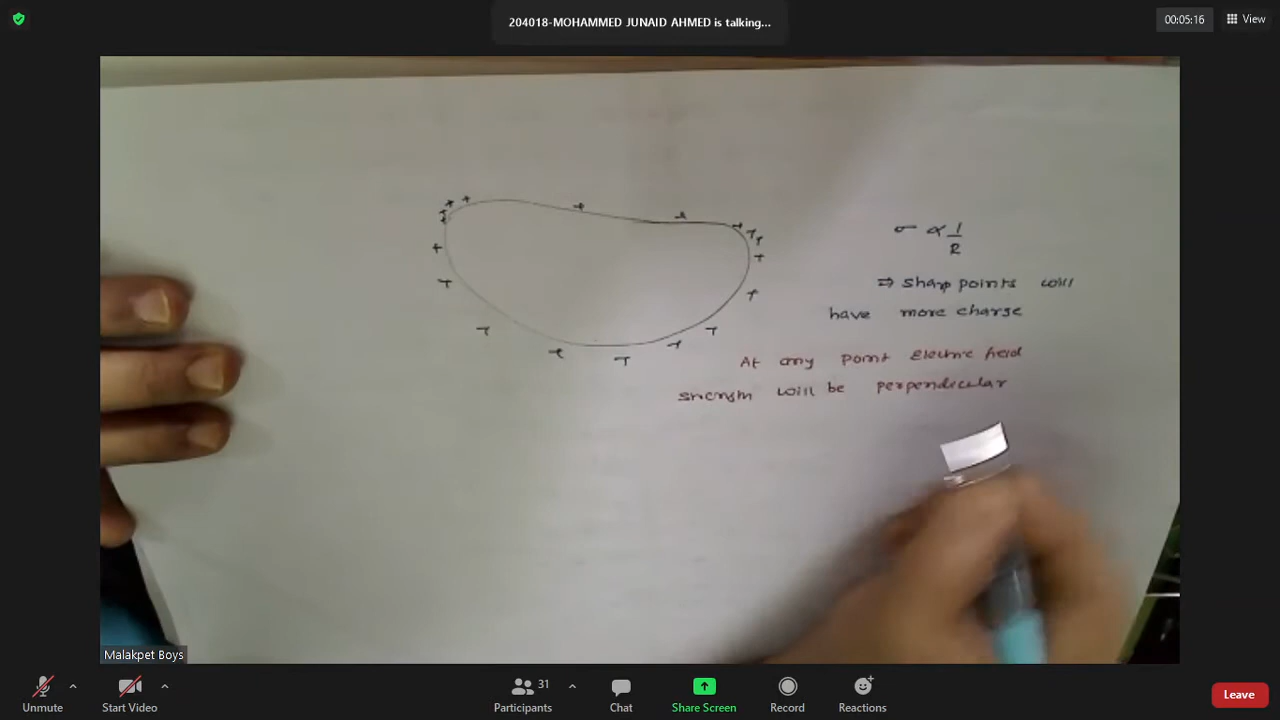 204018-MOHAMMED JUNAID AHMED is talking...
00:05:16
View
σ ∝ 1/R
⇒ sharp points will
have more charge
At any point Electric field
strength will be perpendicular
Malakpet Boys
Unmute
Start Video
Participants
31
Chat
Share Screen
Record
Reactions
Leave